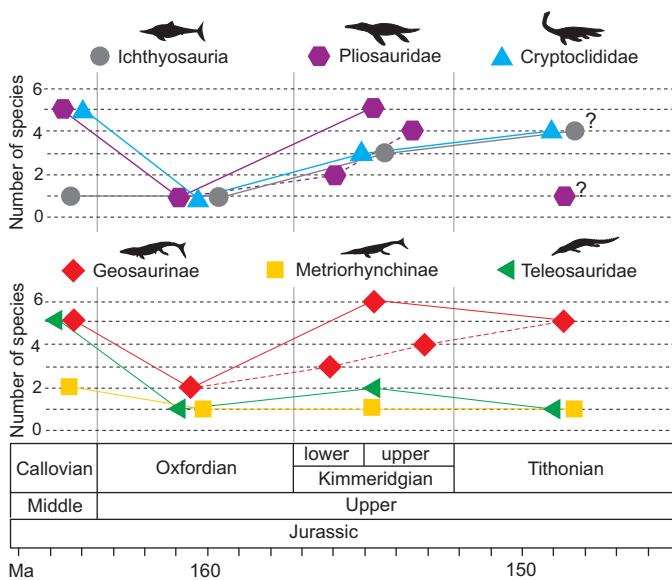 Ichthyosauria Pliosauridae Cryptoclididae
Number of species
6
4
2
0
?
?
Geosaurinae Metriorhynchinae Teleosauridae
Number of species
6
4
2
0
Callovian Oxfordian lower upper Tithonian
Kimmeridgian
Middle Upper
Jurassic
Ma 160 150